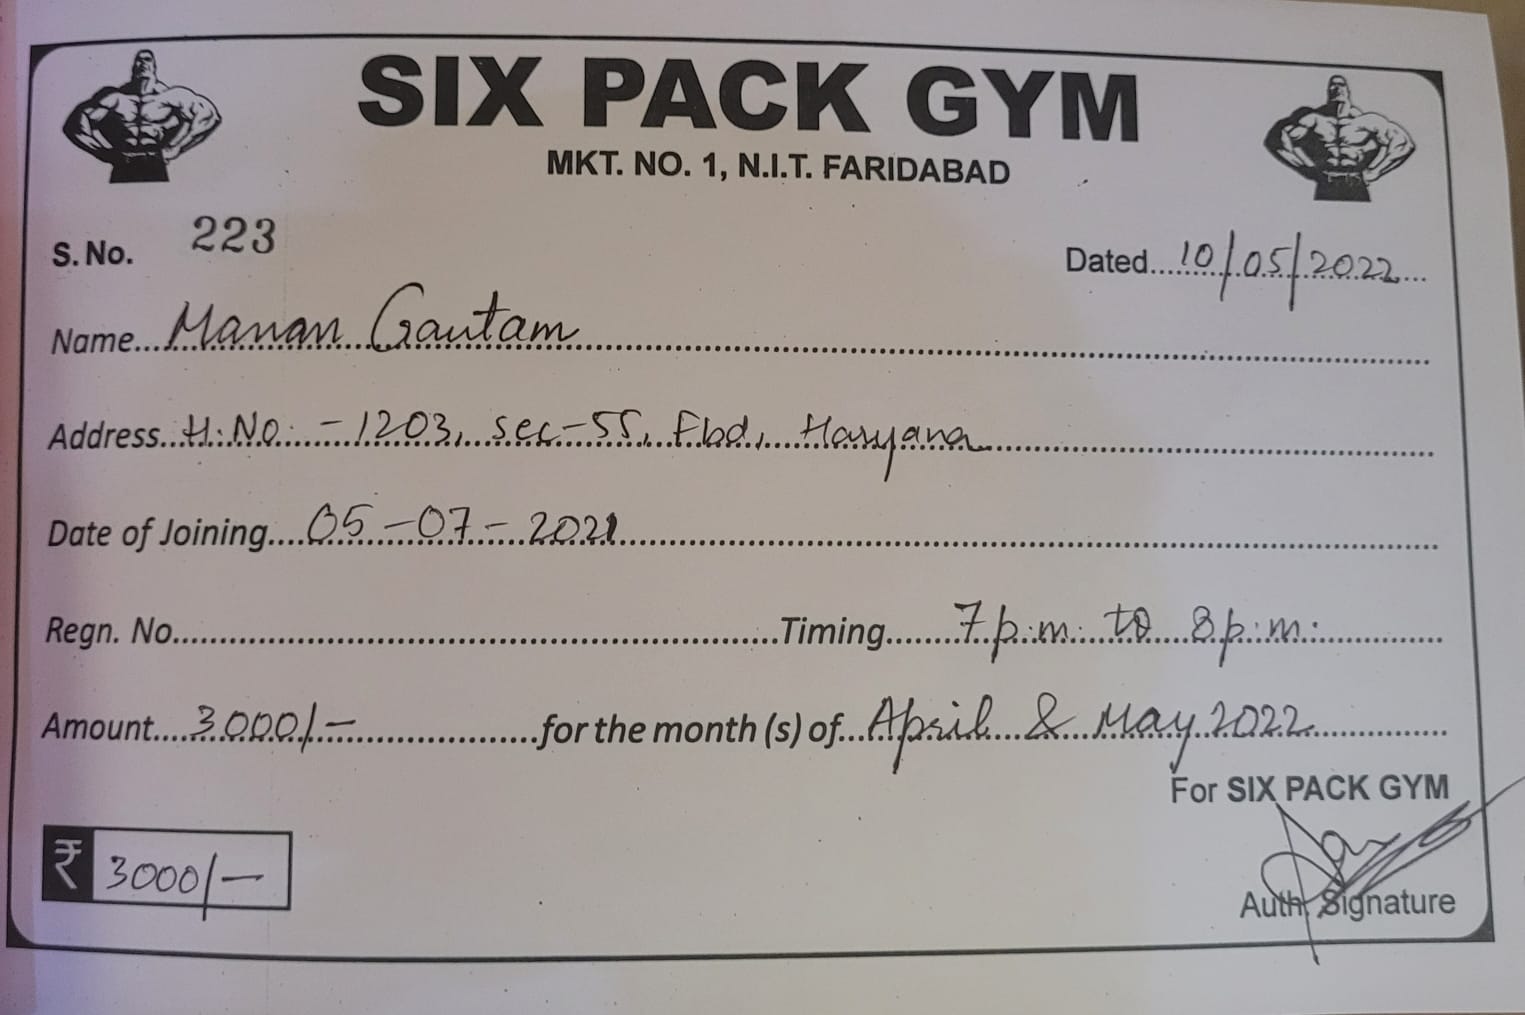 SIX PACK GYM
MKT. NO. 1, N.I.T. FARIDABAD
S. No. 223
Dated 10/05/2022
Name Manan Gautam
Address H.No. - 1203, sec-55, Fbd, Haryana
Date of Joining 05-07-2021
Regn. No. Timing 7 p.m. to 8 p.m.
Amount 3000/- for the month (s) of April & May 2022
For SIX PACK GYM
₹ 3000/-
Auth. Signature